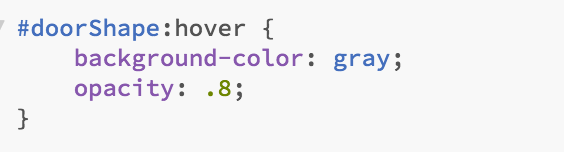 #doorShape:hover {
    background-color: gray;
    opacity: .8;
}